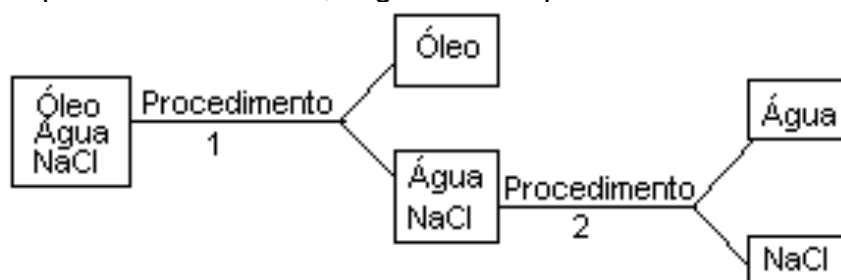 Óleo
Água
NaCl
Procedimento
1
Óleo
Água
NaCl
Procedimento
2
Água
NaCl